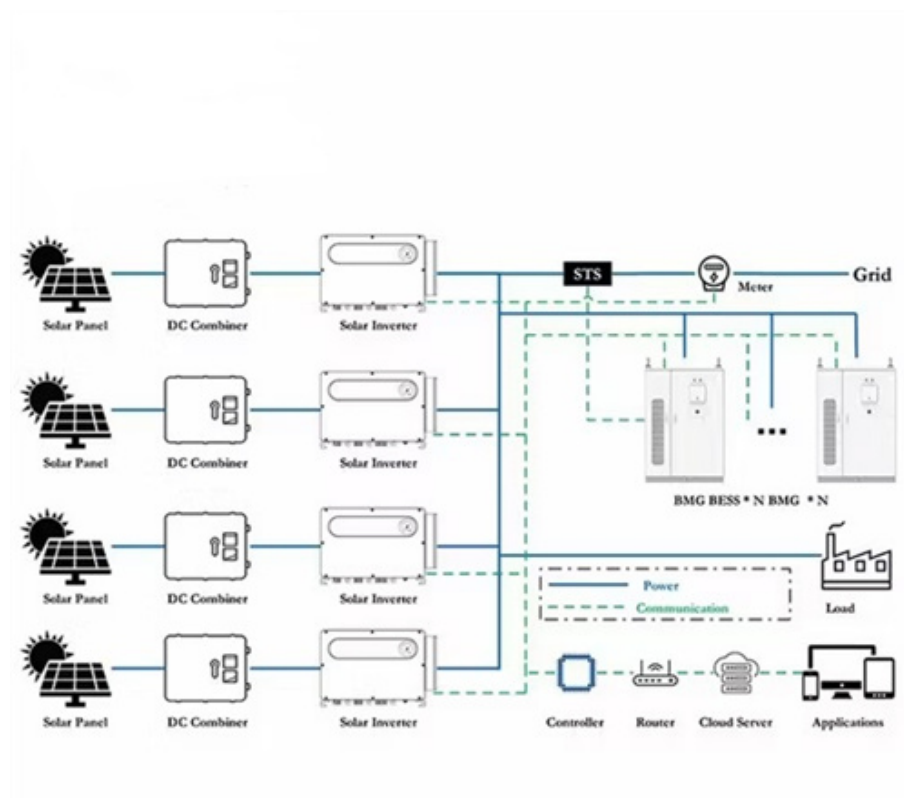 STS
Grid
Meter
Solar Panel DC Combiner Solar Inverter
Solar Panel DC Combiner Solar Inverter
BMG BESS * N BMG * N
Solar Panel DC Combiner Solar Inverter
Power
Communication
Load
Solar Panel DC Combiner Solar Inverter Controller Router Cloud Server Applications